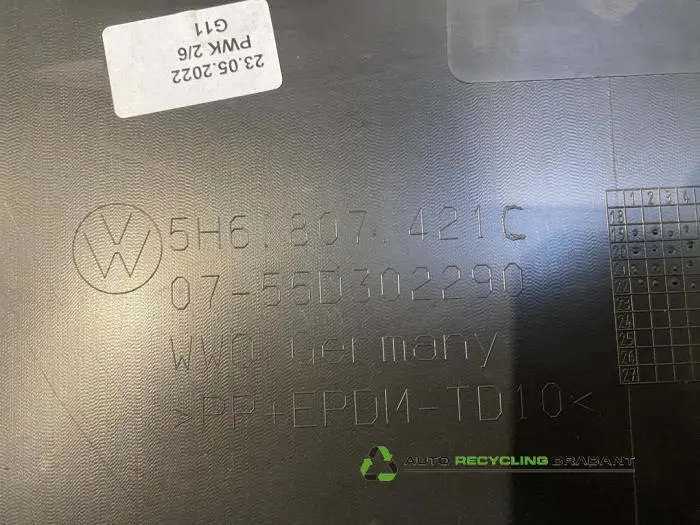 23.05.2022
PWK 2/6
G11
5H6.807.421C
07-55D302290
WWO Germany
>PP+EPDM-TD10<
1 2 3 4
18
19
20
21
22
23
24
25
26
27
AUTO RECYCLING BRABANT